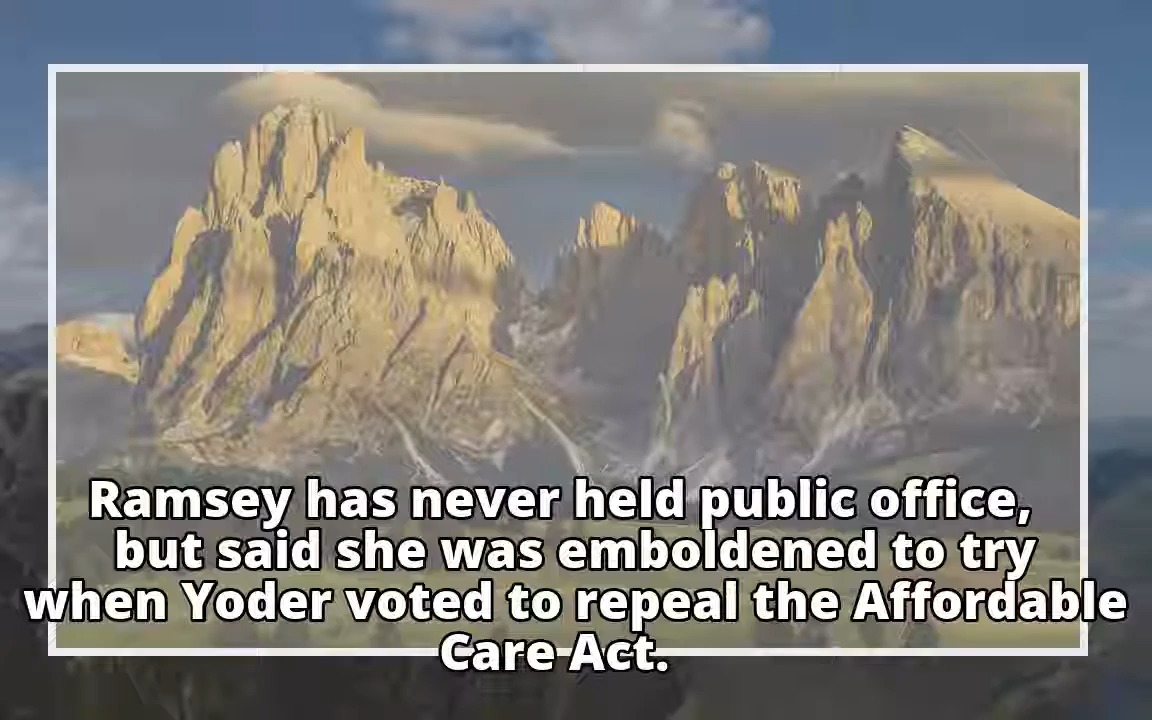 Ramsey has never held public office,
but said she was emboldened to try
when Yoder voted to repeal the Affordable
Care Act.